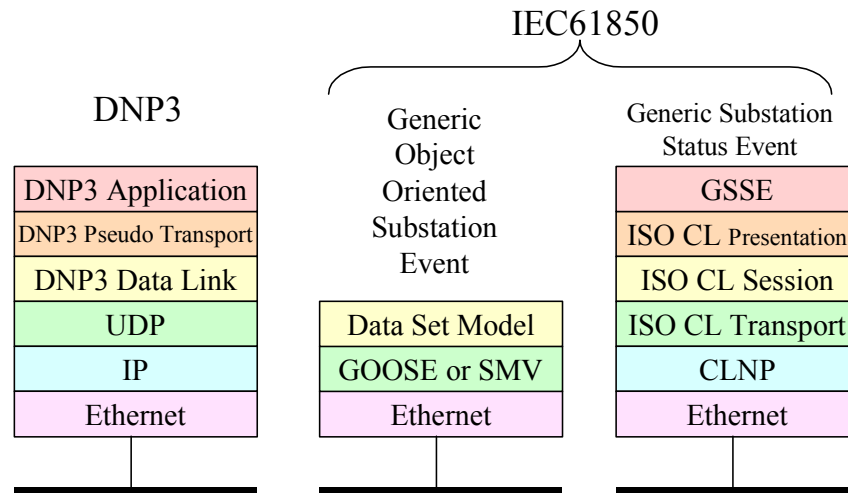 IEC61850
DNP3
DNP3 Application
DNP3 Pseudo Transport
DNP3 Data Link
UDP
IP
Ethernet
Generic
Object
Oriented
Substation
Event
Data Set Model
GOOSE or SMV
Ethernet
Generic Substation
Status Event
GSSE
ISO CL Presentation
ISO CL Session
ISO CL Transport
CLNP
Ethernet